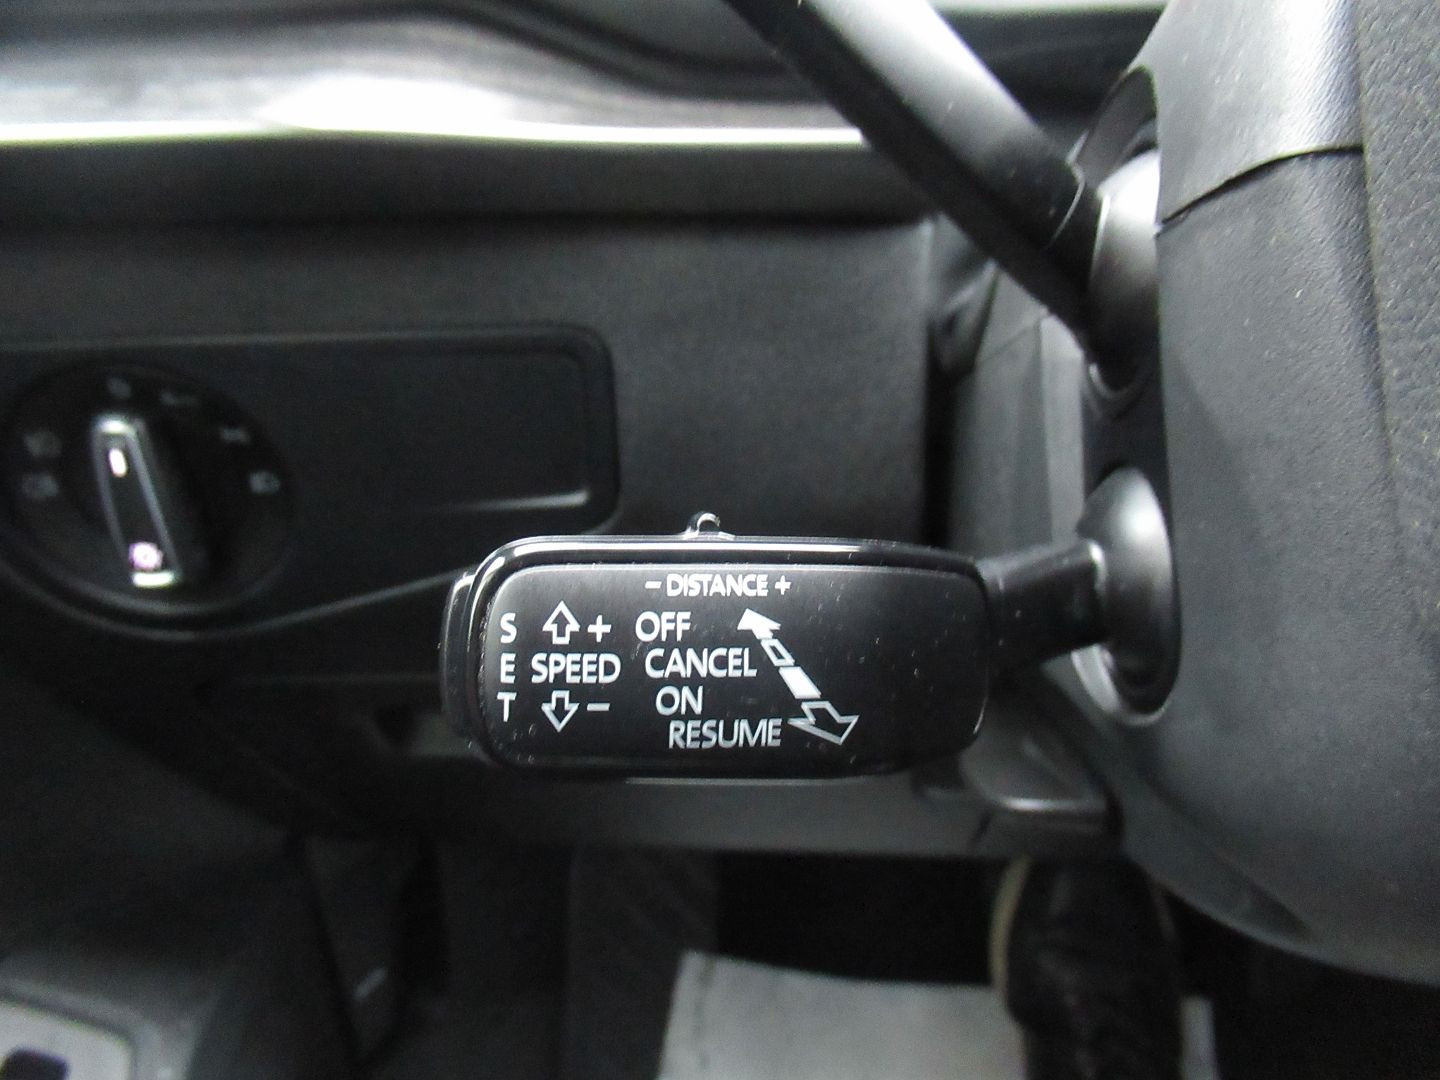 - DISTANCE +
S + OFF
E SPEED CANCEL
T - ON
RESUME